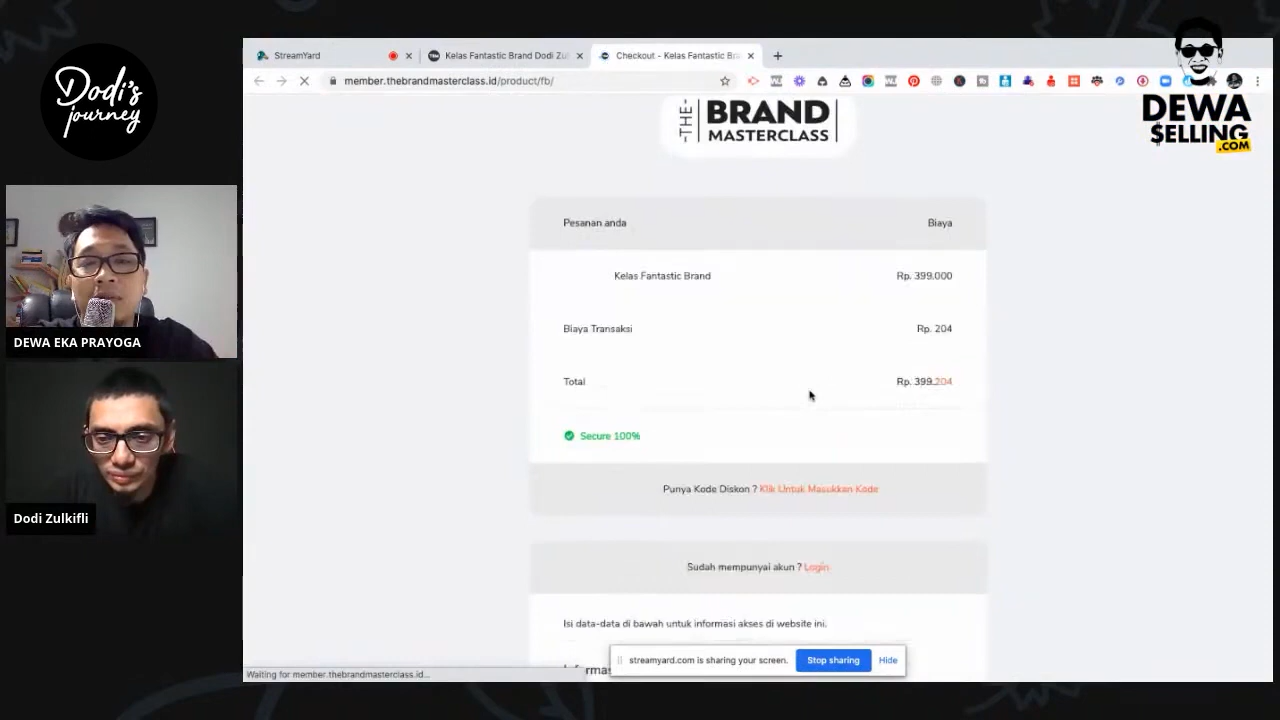 Dodi's
journey
StreamYard
Kelas Fantastic Brand Dodi Zul
Checkout - Kelas Fantastic Bra
member.thebrandmasterclass.id/product/fb/
DEWA
$ELLING
.COM
THE
BRAND
MASTERCLASS
Pesanan anda
Biaya
Kelas Fantastic Brand
Rp. 399.000
Biaya Transaksi
Rp. 204
Total
Rp. 399.204
Secure 100%
Punya Kode Diskon ? Klik Untuk Masukkan Kode
Sudah mempunyai akun ? Login
Isi data-data di bawah untuk informasi akses di website ini.
streamyard.com is sharing your screen.
Stop sharing
Hide
Waiting for member.thebrandmasterclass.id...
DEWA EKA PRAYOGA
Dodi Zulkifli